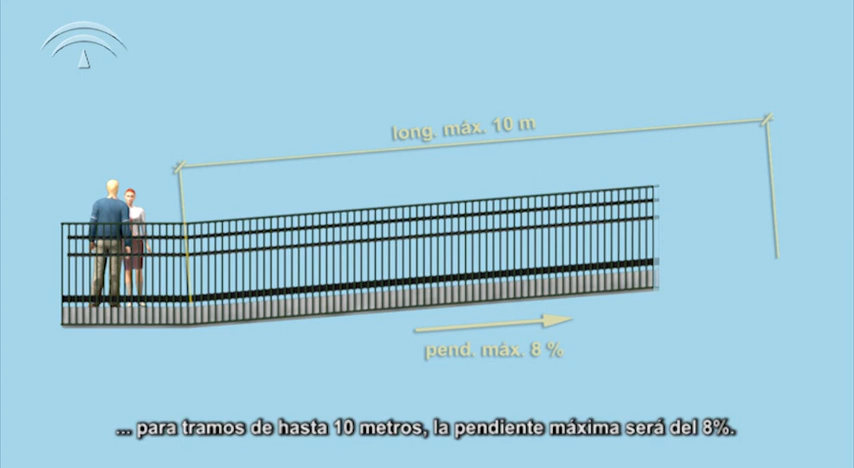 long. máx. 10 m
pend. máx. 8 %
... para tramos de hasta 10 metros, la pendiente máxima será del 8%.